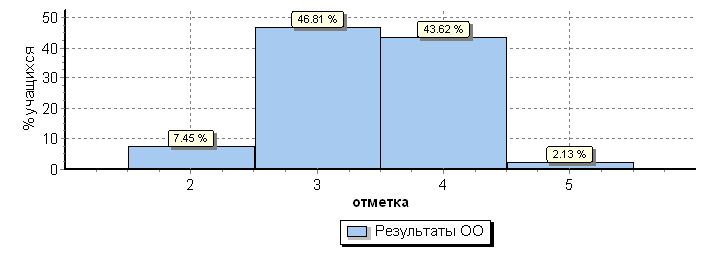 % учащихся
50
40
30
20
10
0
7.45 %
46.81 %
43.62 %
2.13 %
2 3 4 5
отметка
Результаты ОО